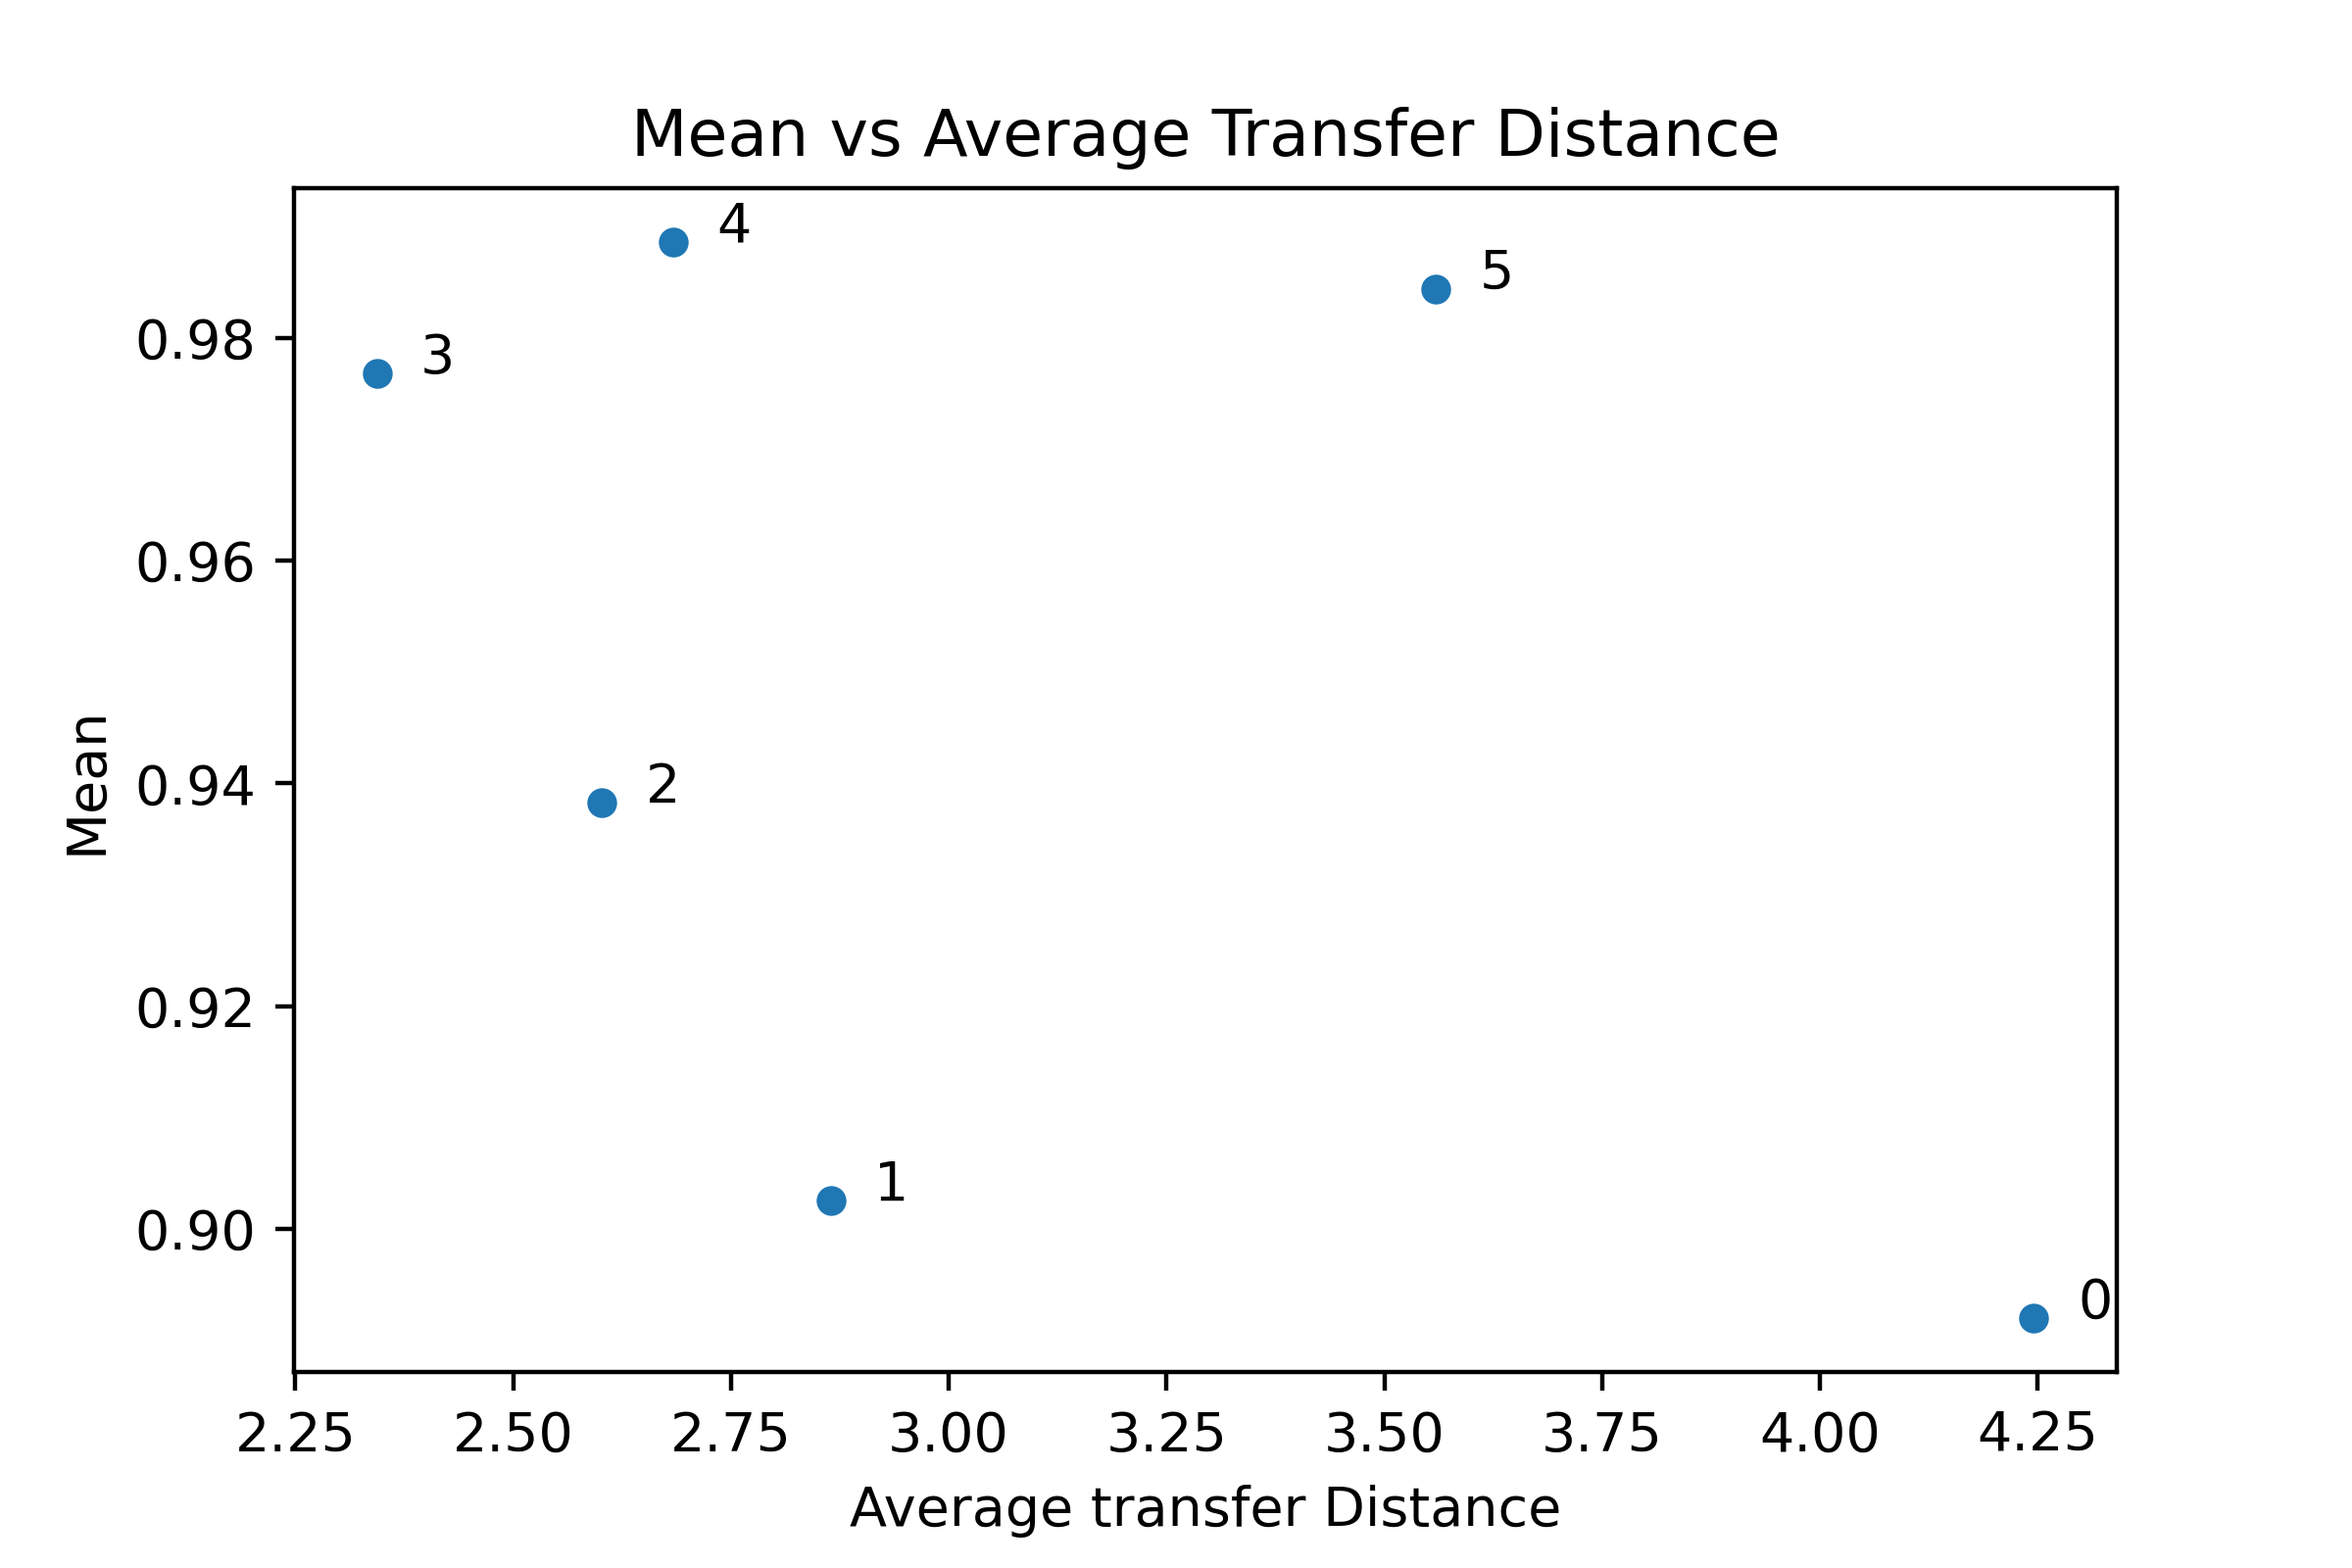 Mean vs Average Transfer Distance
4
5
0.98
3
0.96
Mean
0.94
2
0.92
1
0.90
0
2.25 2.50 2.75 3.00 3.25 3.50 3.75 4.00 4.25
Average transfer Distance